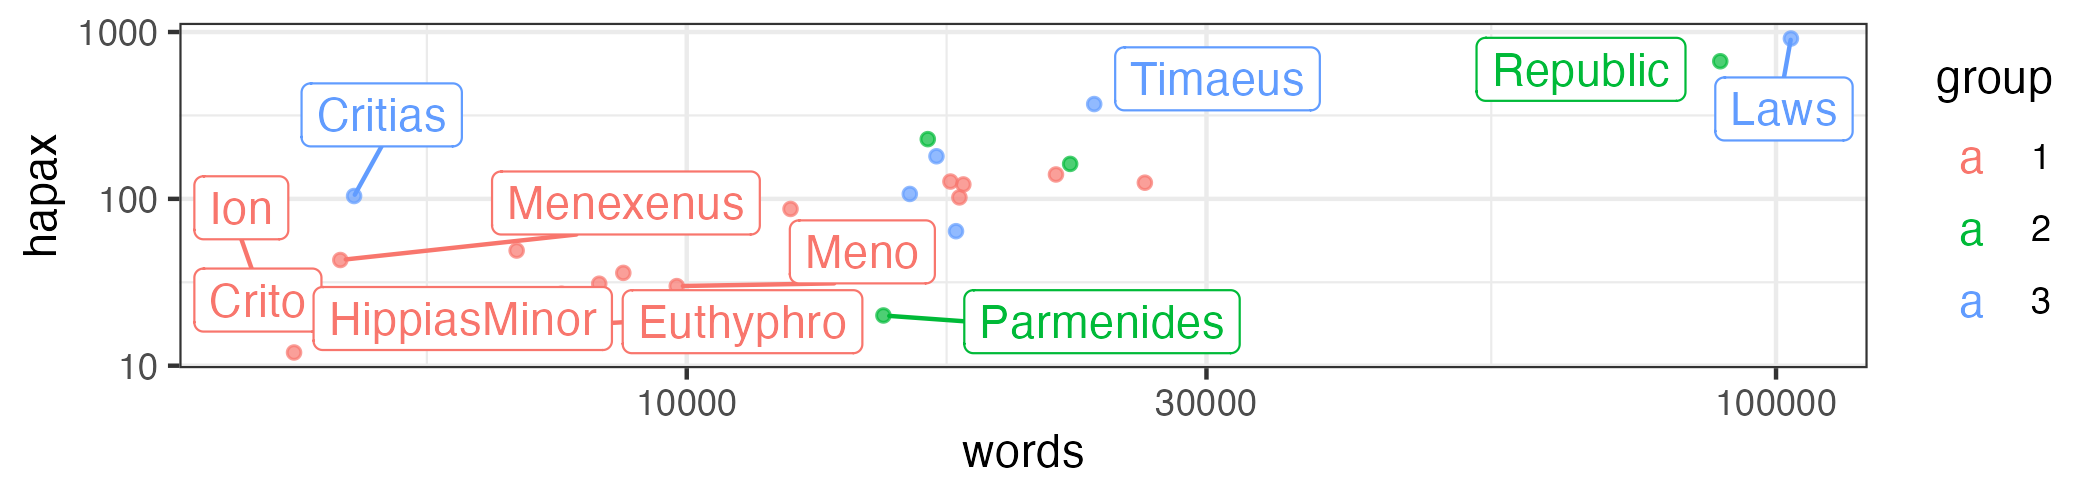 1000
100
10
hapax
Critias
Timaeus
Republic
Laws
Ion
Menexenus
Meno
Crito
HippiasMinor
Euthyphro
Parmenides
10000
30000
100000
words
group
a 1
a 2
a 3